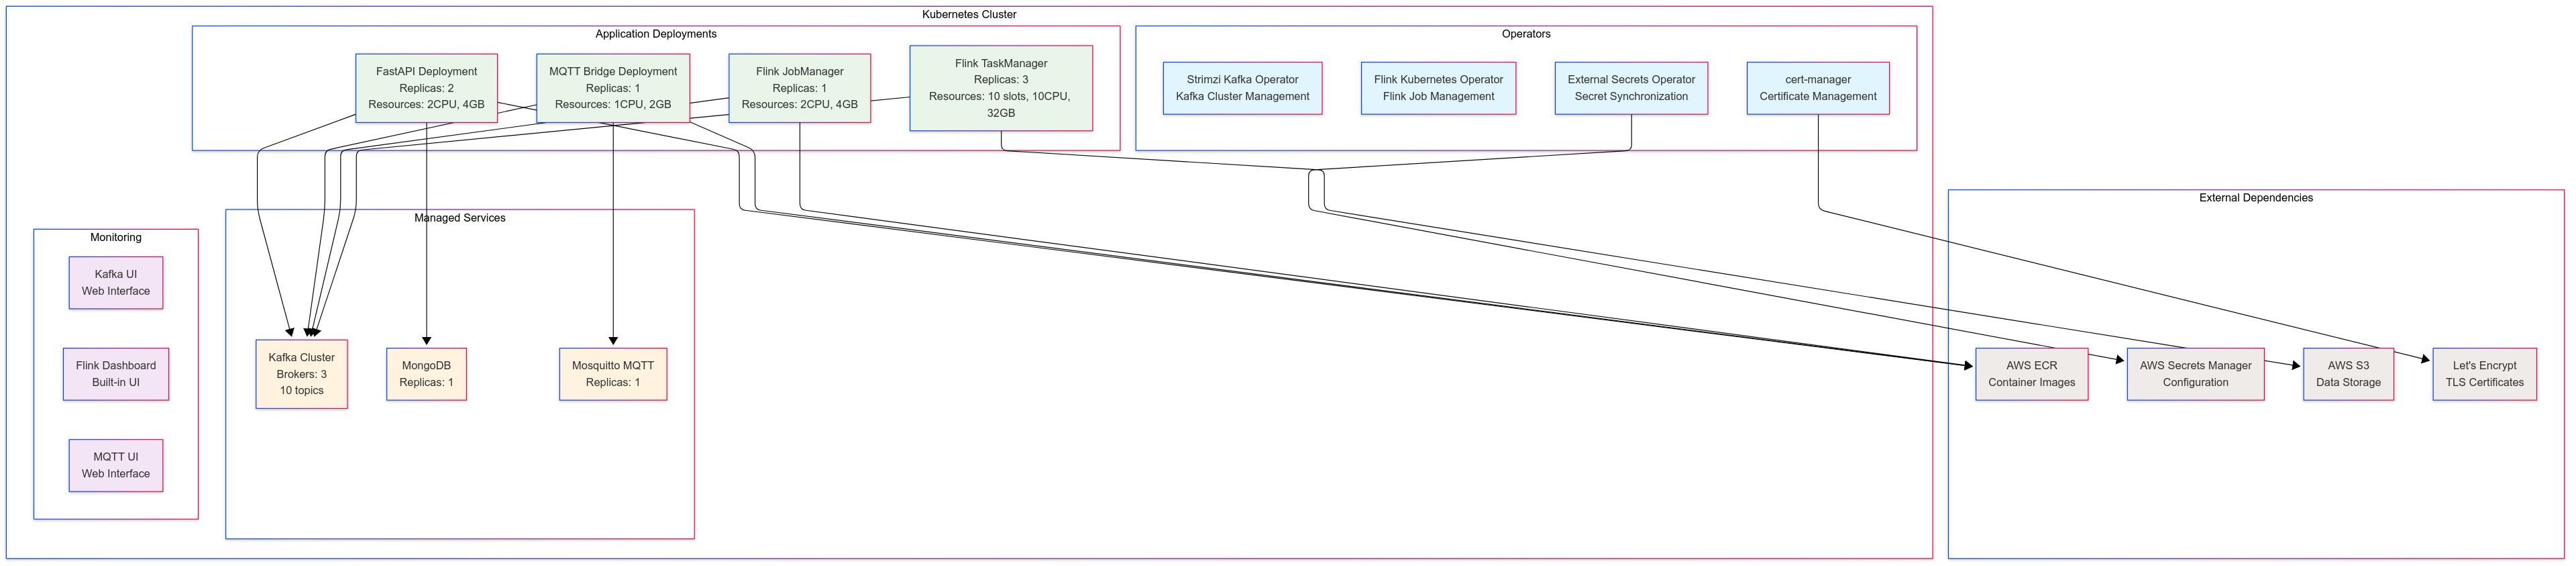 Kubernetes Cluster
Application Deployments
FastAPI Deployment
Replicas: 2
Resources: 2CPU, 4GB
MQTT Bridge Deployment
Replicas: 1
Resources: 1CPU, 2GB
Flink JobManager
Replicas: 1
Resources: 2CPU, 4GB
Flink TaskManager
Replicas: 3
Resources: 10 slots, 10CPU,
32GB
Operators
Strimzi Kafka Operator
Kafka Cluster Management
Flink Kubernetes Operator
Flink Job Management
External Secrets Operator
Secret Synchronization
cert-manager
Certificate Management
Monitoring
Kafka UI
Web Interface
Flink Dashboard
Built-in UI
MQTT UI
Web Interface
Managed Services
Kafka Cluster
Brokers: 3
10 topics
MongoDB
Replicas: 1
Mosquitto MQTT
Replicas: 1
External Dependencies
AWS ECR
Container Images
AWS Secrets Manager
Configuration
AWS S3
Data Storage
Let's Encrypt
TLS Certificates